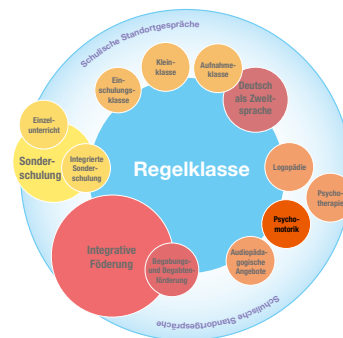 Schulische Standortgespräche
Klein-
klasse
Aufnahme-
klasse
Ein-
schulungs-
klasse
Deutsch
als Zweit-
sprache
Einzel-
unterricht
Sonder-
schulung
Integrierte
Sonder-
schulung
Regelklasse
Logopädie
Psycho-
therapie
Psycho-
motorik
Integrative
Föderung
Begabungs-
und Begabten-
förderung
Audiopäda-
gogische
Angebote
Schulische Standortgespräche